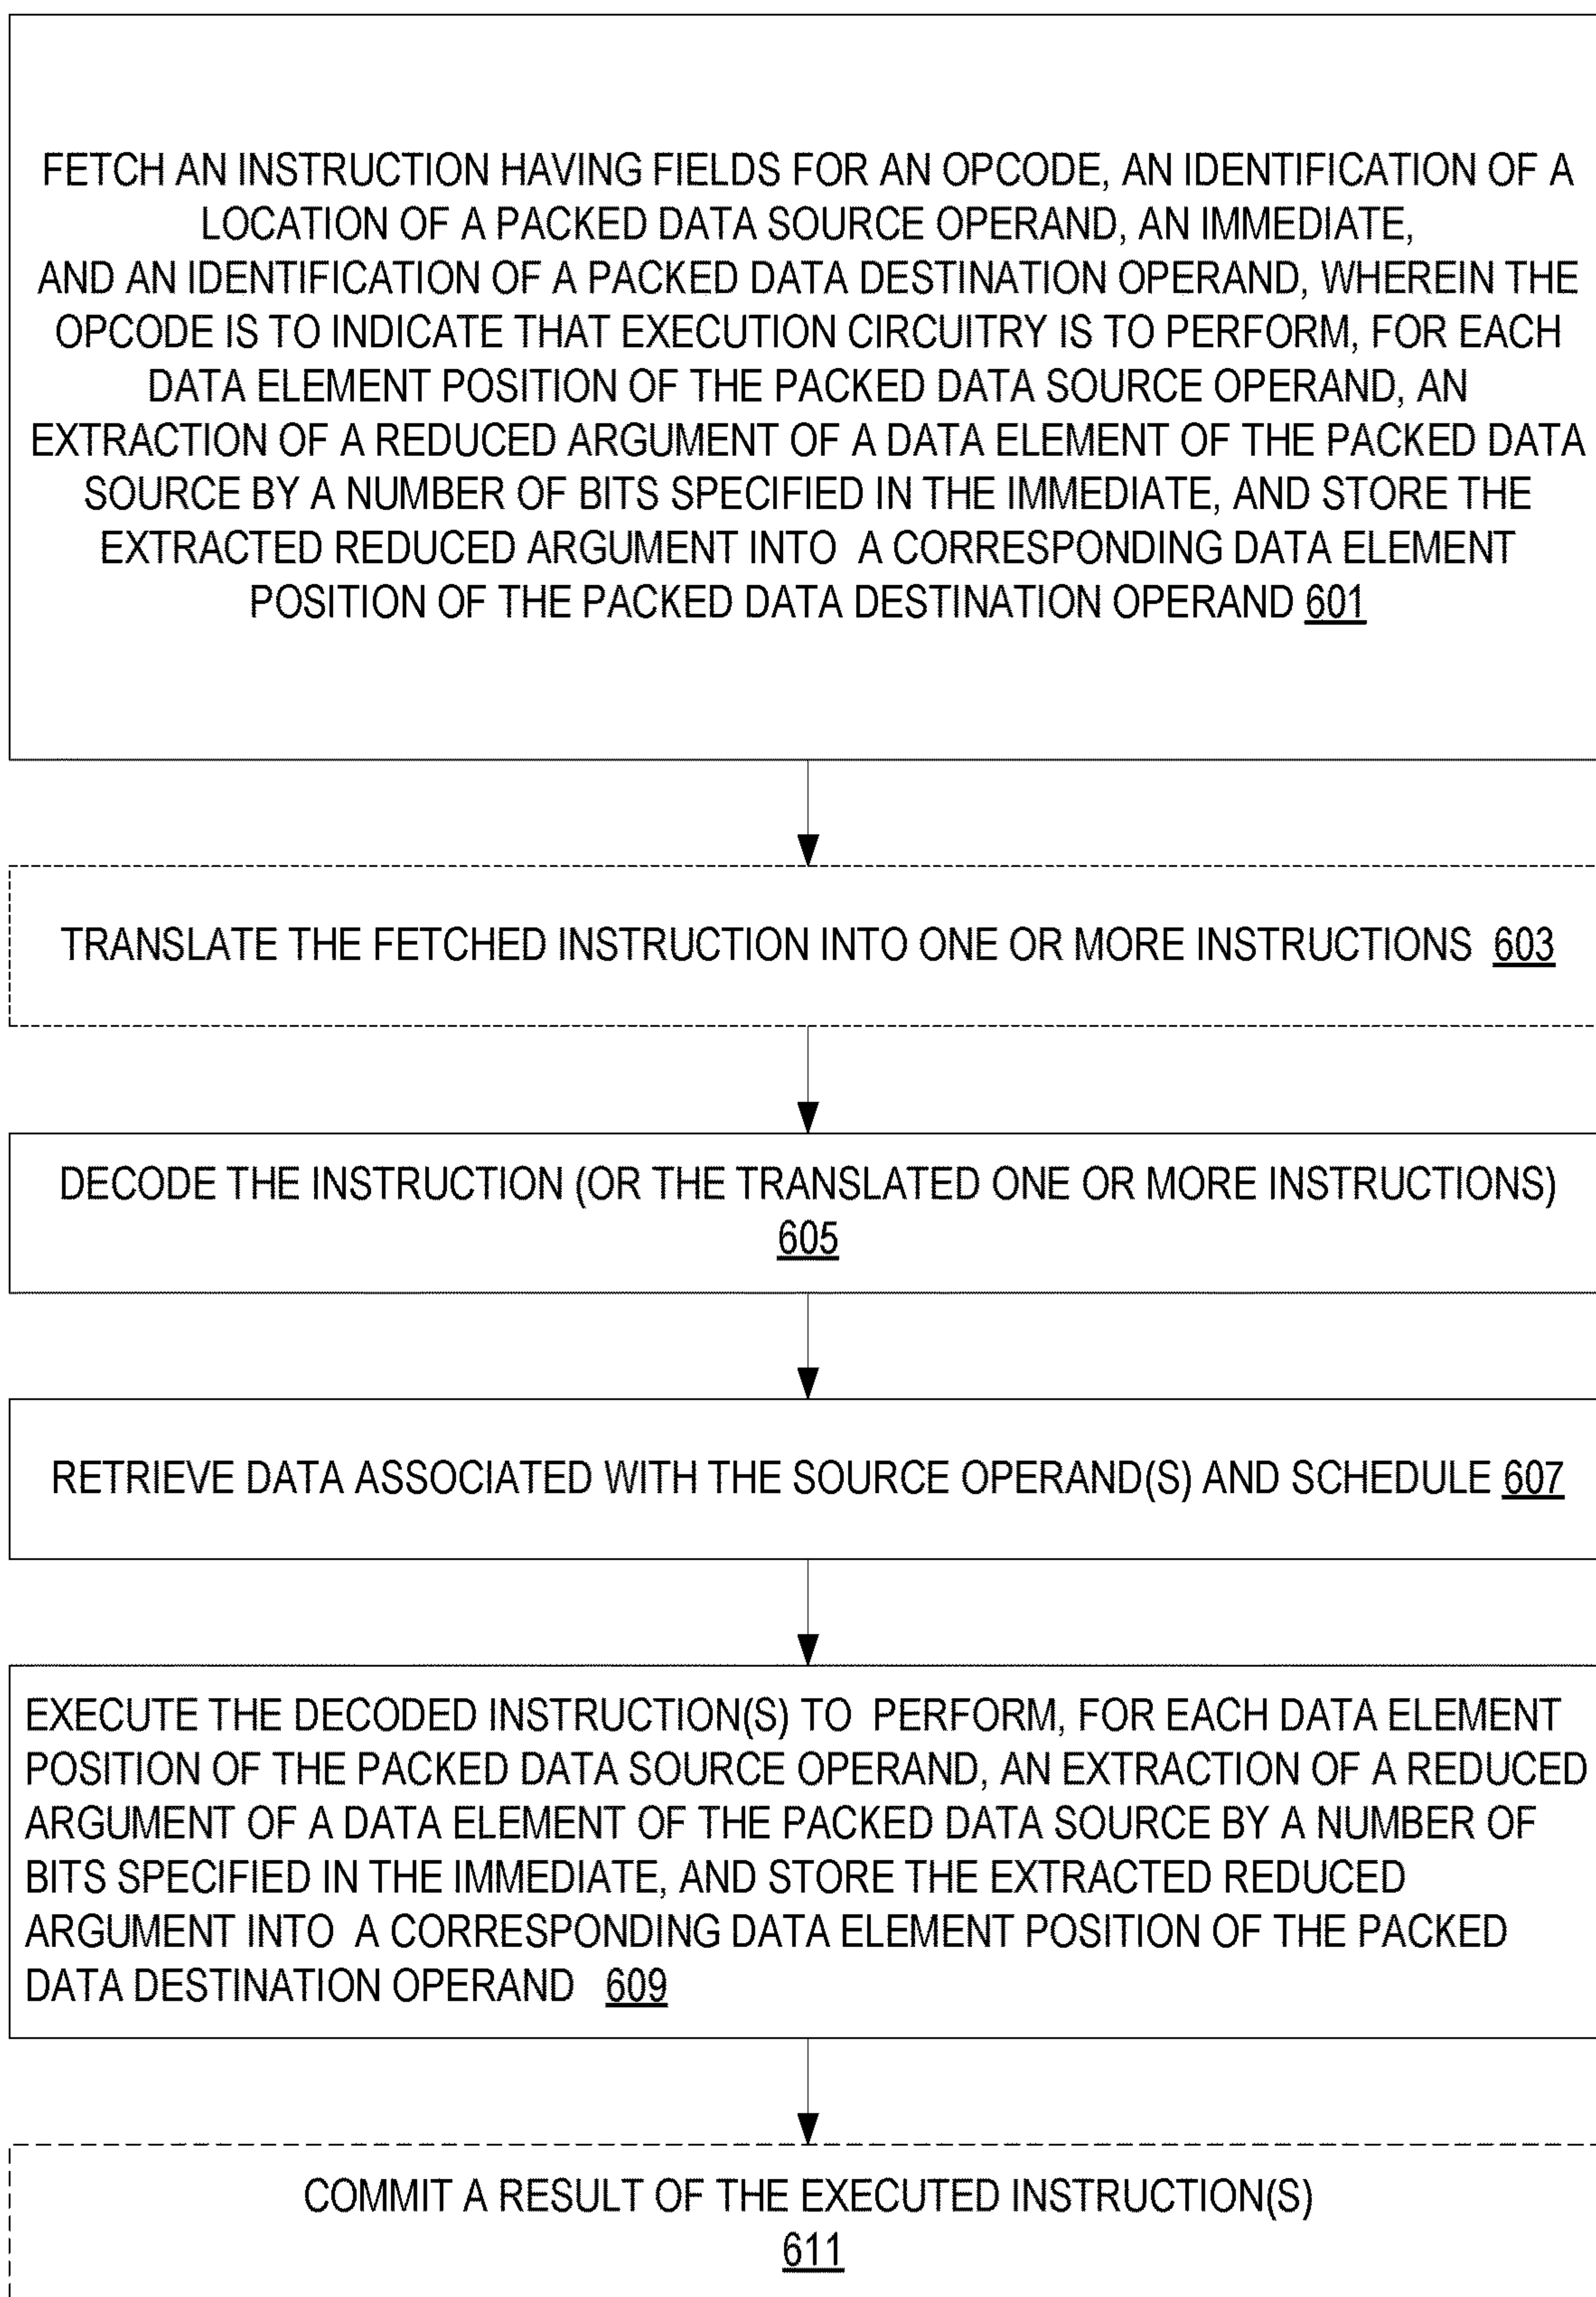 FETCH AN INSTRUCTION HAVING FIELDS FOR AN OPCODE, AN IDENTIFICATION OF A
LOCATION OF A PACKED DATA SOURCE OPERAND, AN IMMEDIATE,
AND AN IDENTIFICATION OF A PACKED DATA DESTINATION OPERAND, WHEREIN THE
OPCODE IS TO INDICATE THAT EXECUTION CIRCUITRY IS TO PERFORM, FOR EACH
DATA ELEMENT POSITION OF THE PACKED DATA SOURCE OPERAND, AN
EXTRACTION OF A REDUCED ARGUMENT OF A DATA ELEMENT OF THE PACKED DATA
SOURCE BY A NUMBER OF BITS SPECIFIED IN THE IMMEDIATE, AND STORE THE
EXTRACTED REDUCED ARGUMENT INTO A CORRESPONDING DATA ELEMENT
POSITION OF THE PACKED DATA DESTINATION OPERAND 601
TRANSLATE THE FETCHED INSTRUCTION INTO ONE OR MORE INSTRUCTIONS 603
DECODE THE INSTRUCTION (OR THE TRANSLATED ONE OR MORE INSTRUCTIONS)
605
RETRIEVE DATA ASSOCIATED WITH THE SOURCE OPERAND(S) AND SCHEDULE 607
EXECUTE THE DECODED INSTRUCTION(S) TO PERFORM, FOR EACH DATA ELEMENT
POSITION OF THE PACKED DATA SOURCE OPERAND, AN EXTRACTION OF A REDUCED
ARGUMENT OF A DATA ELEMENT OF THE PACKED DATA SOURCE BY A NUMBER OF
BITS SPECIFIED IN THE IMMEDIATE, AND STORE THE EXTRACTED REDUCED
ARGUMENT INTO A CORRESPONDING DATA ELEMENT POSITION OF THE PACKED
DATA DESTINATION OPERAND 609
COMMIT A RESULT OF THE EXECUTED INSTRUCTION(S)
611